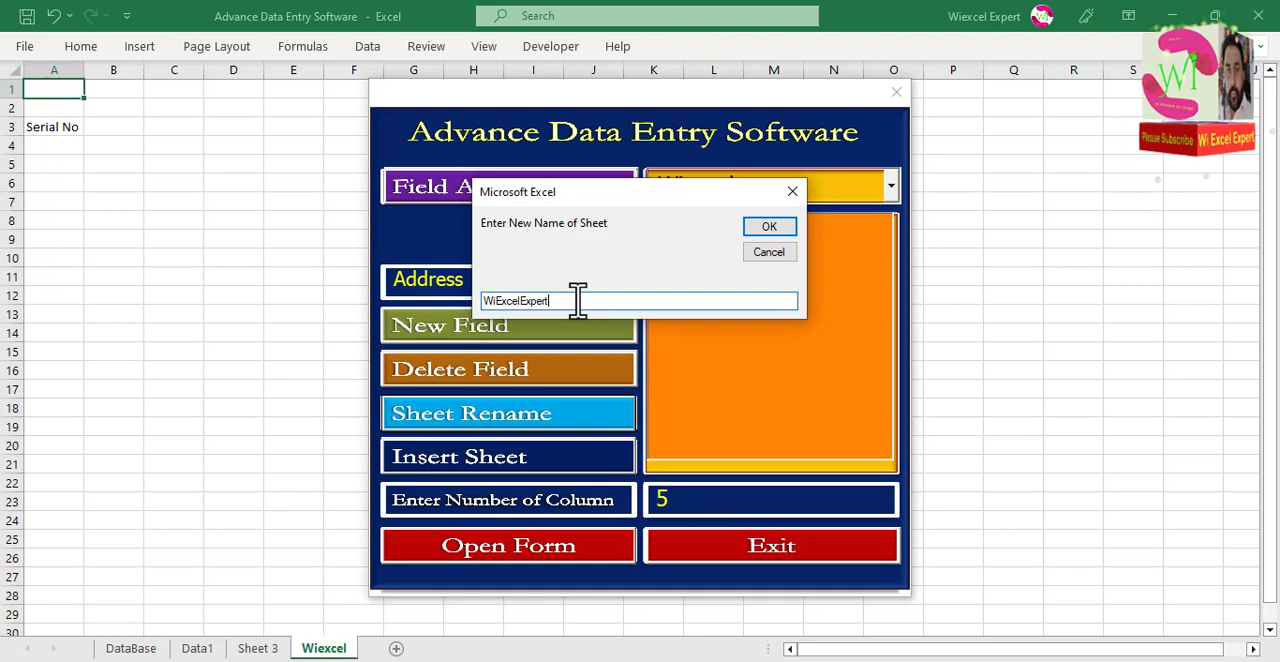 Advance Data Entry Software - Excel
Search
Wiexcel Expert
File Home Insert Page Layout Formulas Data Review View Developer Help
Wi
Please Subscribe Wi Excel Expert
A B C D E F G H I J K L M N O P Q R S U
1
2
3 Serial No
4
5
6
7
8
9
10
11
12
13
14
15
16
17
18
19
20
21
22
23
24
25
26
27
28
29
30
Advance Data Entry Software
Field A
Microsoft Excel
Enter New Name of Sheet
OK
Cancel
WiExcelExpert
Address
New Field
Delete Field
Sheet Rename
Insert Sheet
Enter Number of Column 5
Open Form Exit
DataBase Data1 Sheet 3 Wiexcel